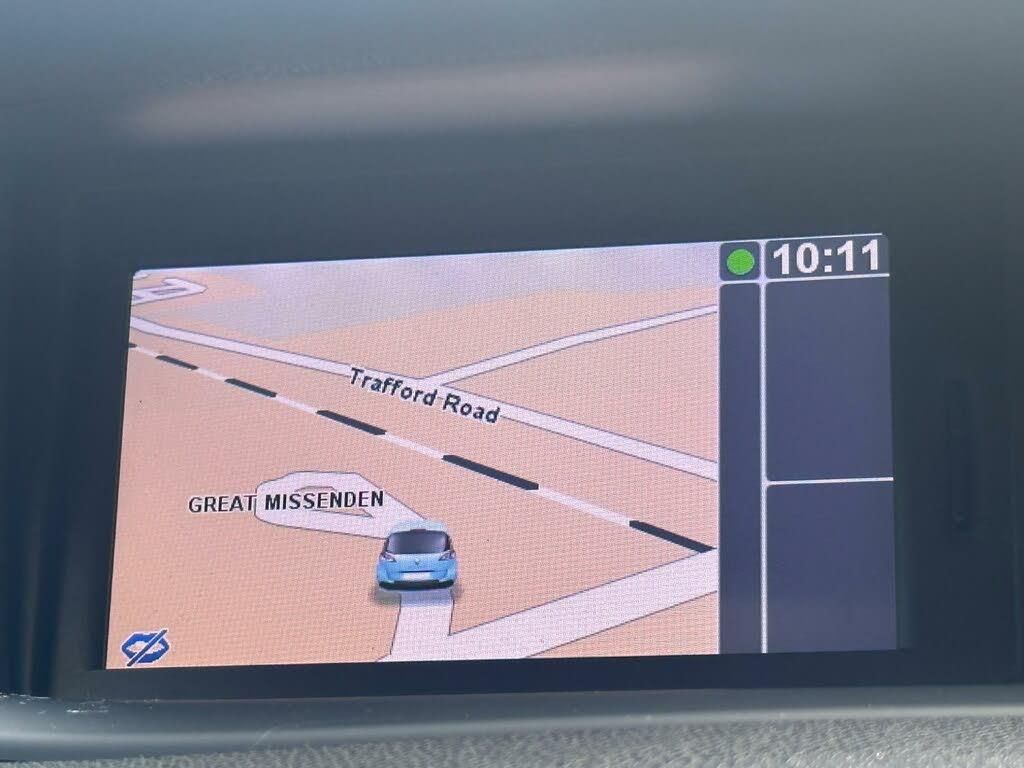 10:11
Trafford Road
GREAT MISSENDEN